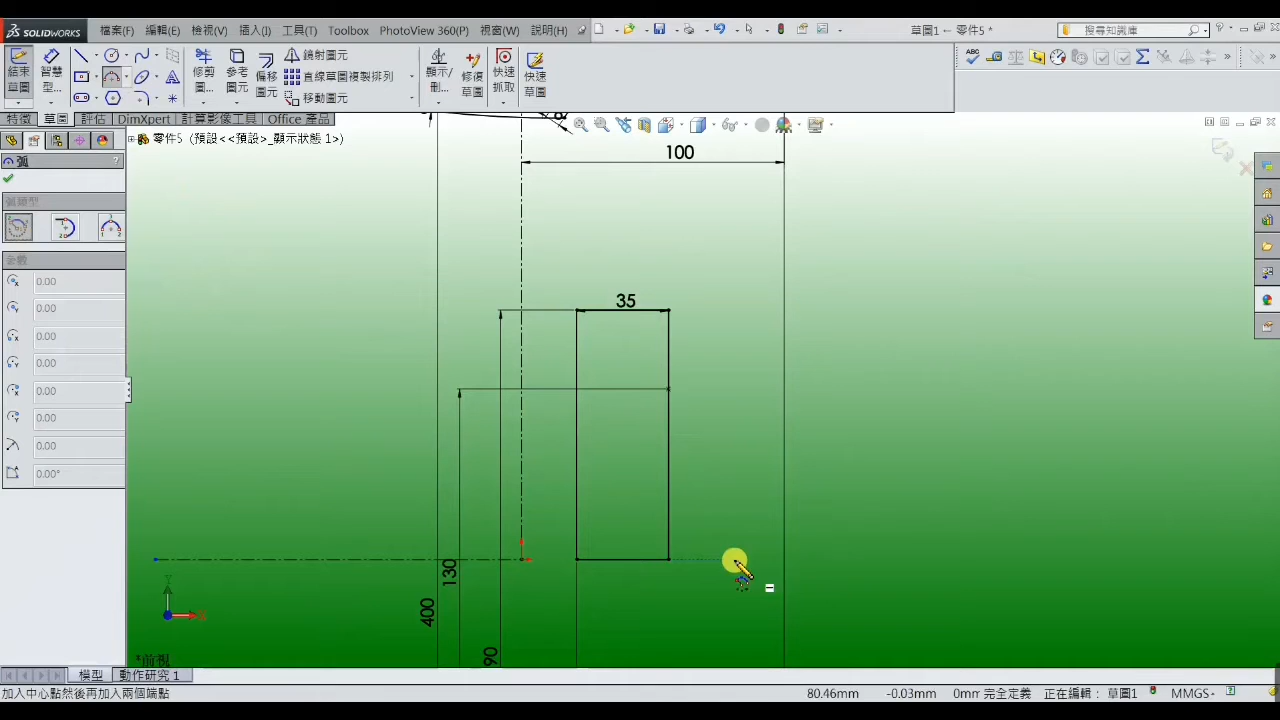 SOLIDWORKS 檔案(F) 編輯(E) 檢視(V) 插入(I) 工具(T) Toolbox PhotoView 360(P) 視窗(W) 說明(H) 草圖1 ← 零件5 * 搜尋知識庫
結束草圖 智慧型... 修剪圖... 參考圖元 偏移圖元 鏡射圖元 直線草圖複製排列 移動圖元 顯示/刪... 修復草圖 快速抓取 快速草圖
特徵 草圖 評估 DimXpert 計算影像工具 Office 產品
零件5 (預設<<預設>_顯示狀態 1>)
弧 ?
弧類型
參數
0.00
0.00
0.00
0.00
0.00
0.00
0.00
0.00°
100
35
130
400
90
Y
X
*前視
模型 動作研究 1
加入中心點然後再加入兩個端點 80.46mm -0.03mm 0mm 完全定義 正在編輯： 草圖1 MMGS